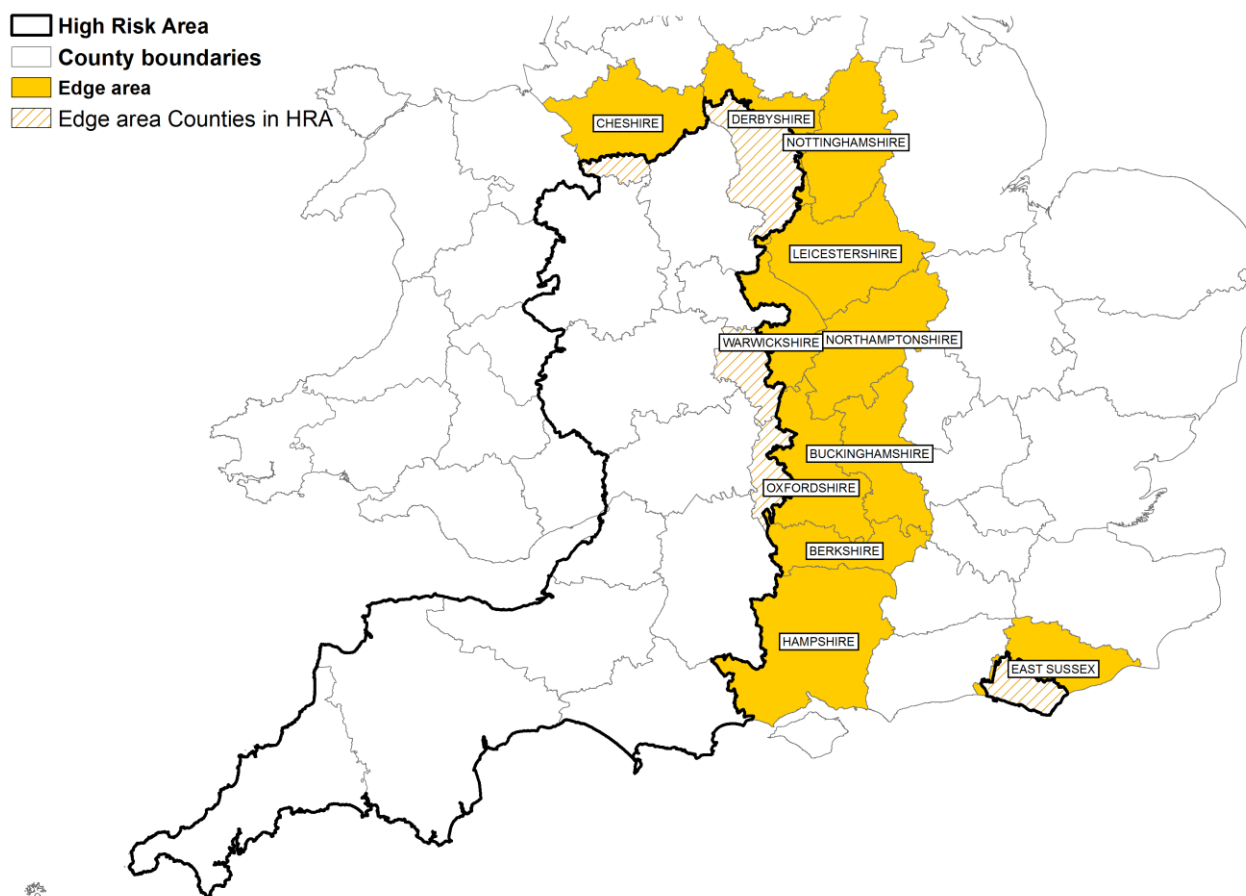 High Risk Area
County boundaries
Edge area
Edge area Counties in HRA
CHESHIRE
DERBYSHIRE
NOTTINGHAMSHIRE
LEICESTERSHIRE
WARWICKSHIRE
NORTHAMPTONSHIRE
BUCKINGHAMSHIRE
OXFORDSHIRE
BERKSHIRE
HAMPSHIRE
EAST SUSSEX